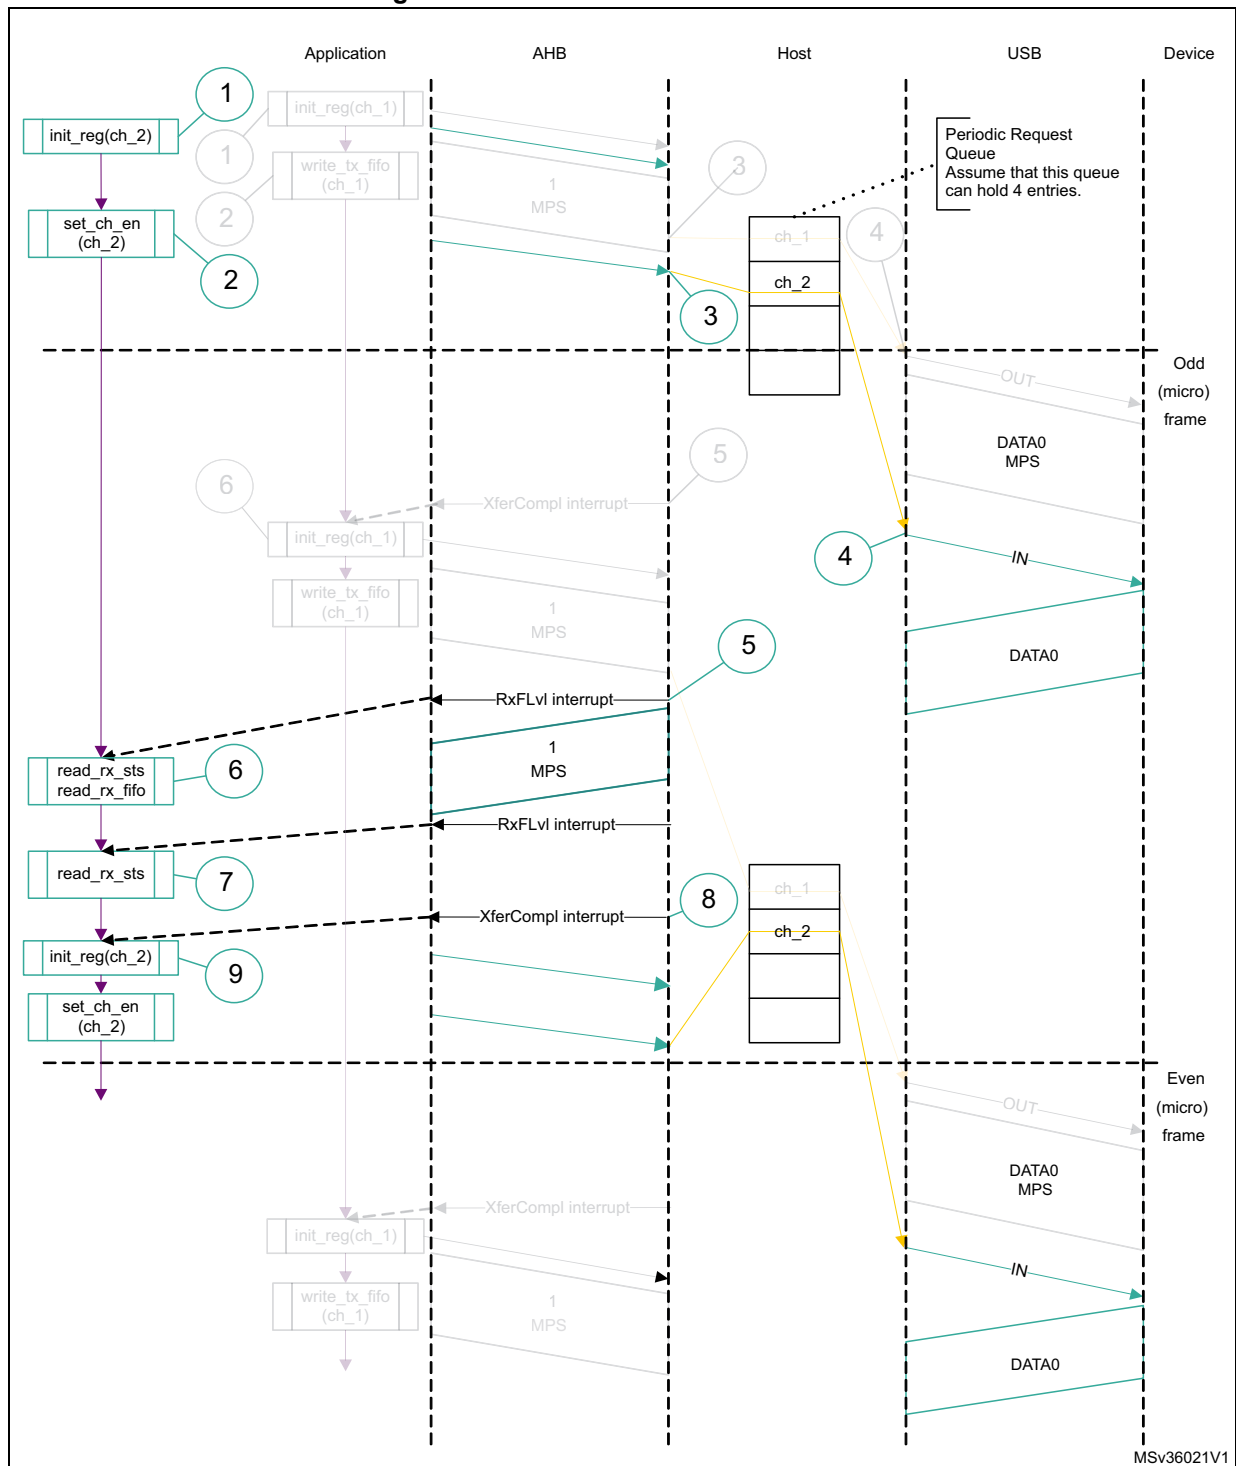 g
Application
AHB
Host
USB
Device
1
init_reg(ch_1)
init_reg(ch_2)
1
write_tx_fifo
(ch_1)
2
1
MPS
3
Periodic Request
Queue
Assume that this queue
can hold 4 entries.
set_ch_en
(ch_2)
2
ch_1
4
ch_2
3
Odd
(micro)
frame
OUT
DATA0
MPS
5
6
XferCompl interrupt
init_reg(ch_1)
4
IN
write_tx_fifo
(ch_1)
1
MPS
5
DATA0
RxFLvl interrupt
read_rx_sts
read_rx_fifo
6
1
MPS
RxFLvl interrupt
read_rx_sts
7
ch_1
8
XferCompl interrupt
ch_2
init_reg(ch_2)
9
set_ch_en
(ch_2)
Even
(micro)
frame
OUT
DATA0
MPS
XferCompl interrupt
init_reg(ch_1)
IN
write_tx_fifo
(ch_1)
1
MPS
DATA0
MSv36021V1